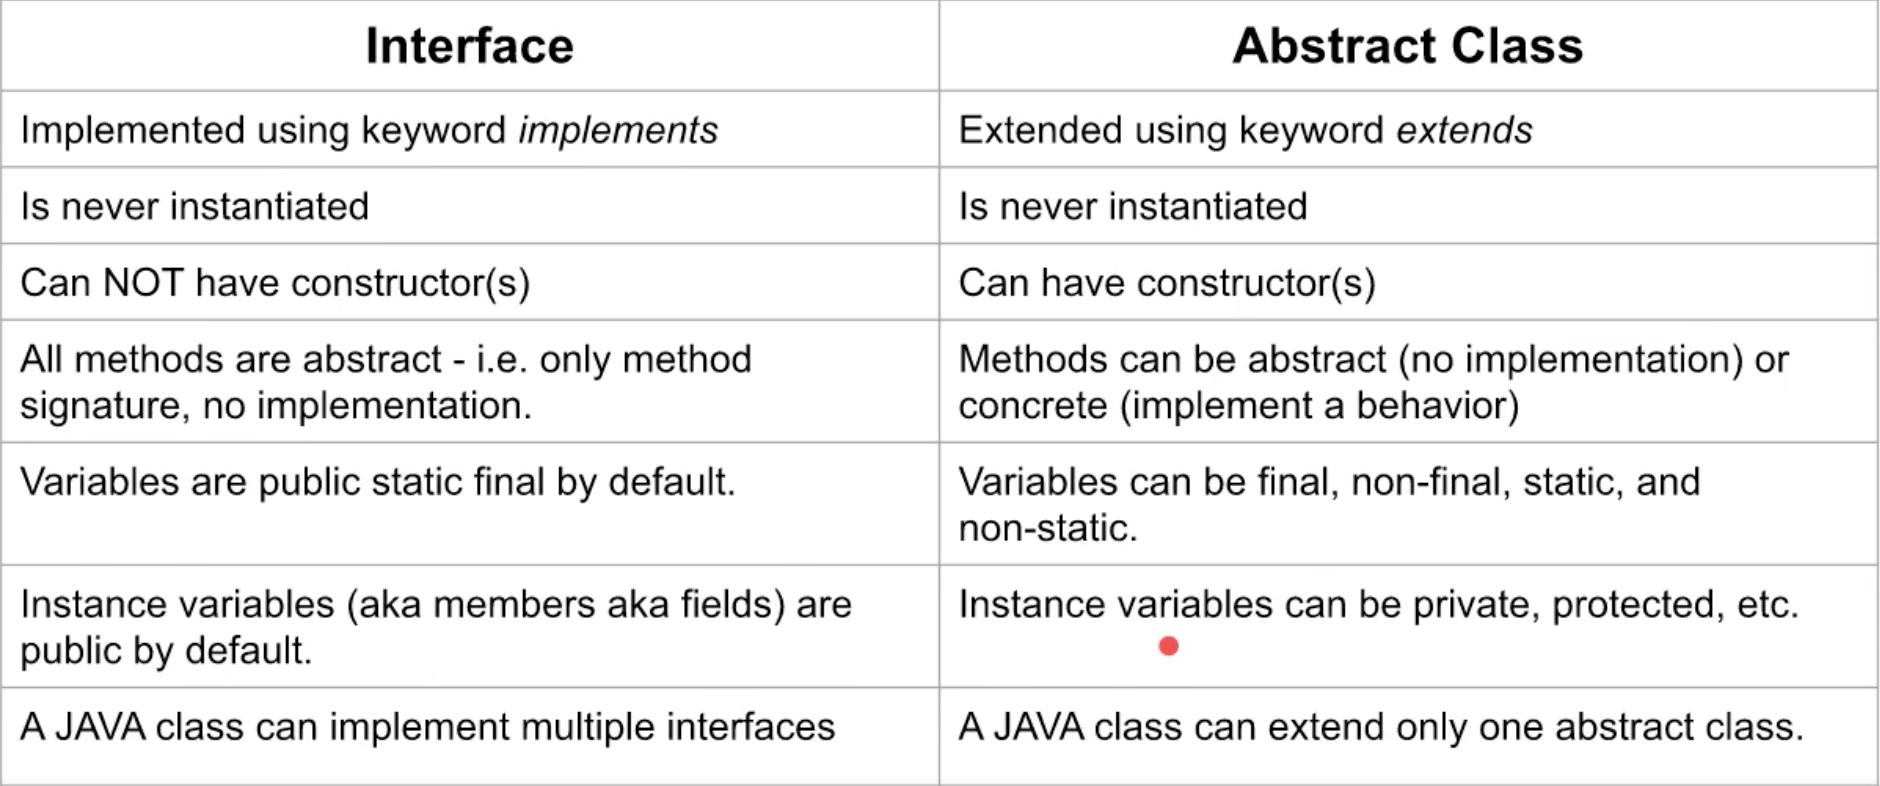 Interface
Abstract Class
Implemented using keyword implements
Extended using keyword extends
Is never instantiated
Is never instantiated
Can NOT have constructor(s)
Can have constructor(s)
All methods are abstract - i.e. only method
signature, no implementation.
Methods can be abstract (no implementation) or
concrete (implement a behavior)
Variables are public static final by default.
Variables can be final, non-final, static, and
non-static.
Instance variables (aka members aka fields) are
public by default.
Instance variables can be private, protected, etc.
A JAVA class can implement multiple interfaces
A JAVA class can extend only one abstract class.